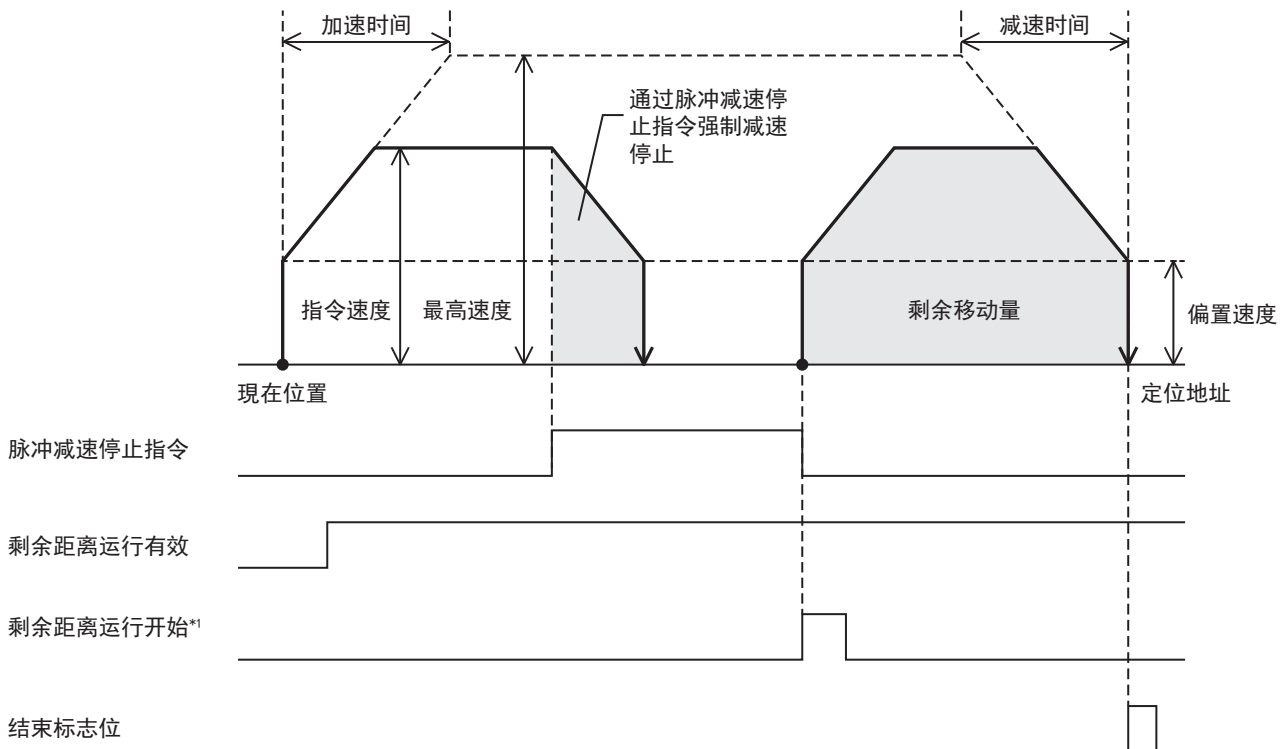 加速时间
减速时间
通过脉冲减速停
止指令强制减速
停止
指令速度
最高速度
剩余移动量
偏置速度
現在位置
定位地址
脉冲减速停止指令
剩余距离运行有效
剩余距离运行开始*1
结束标志位